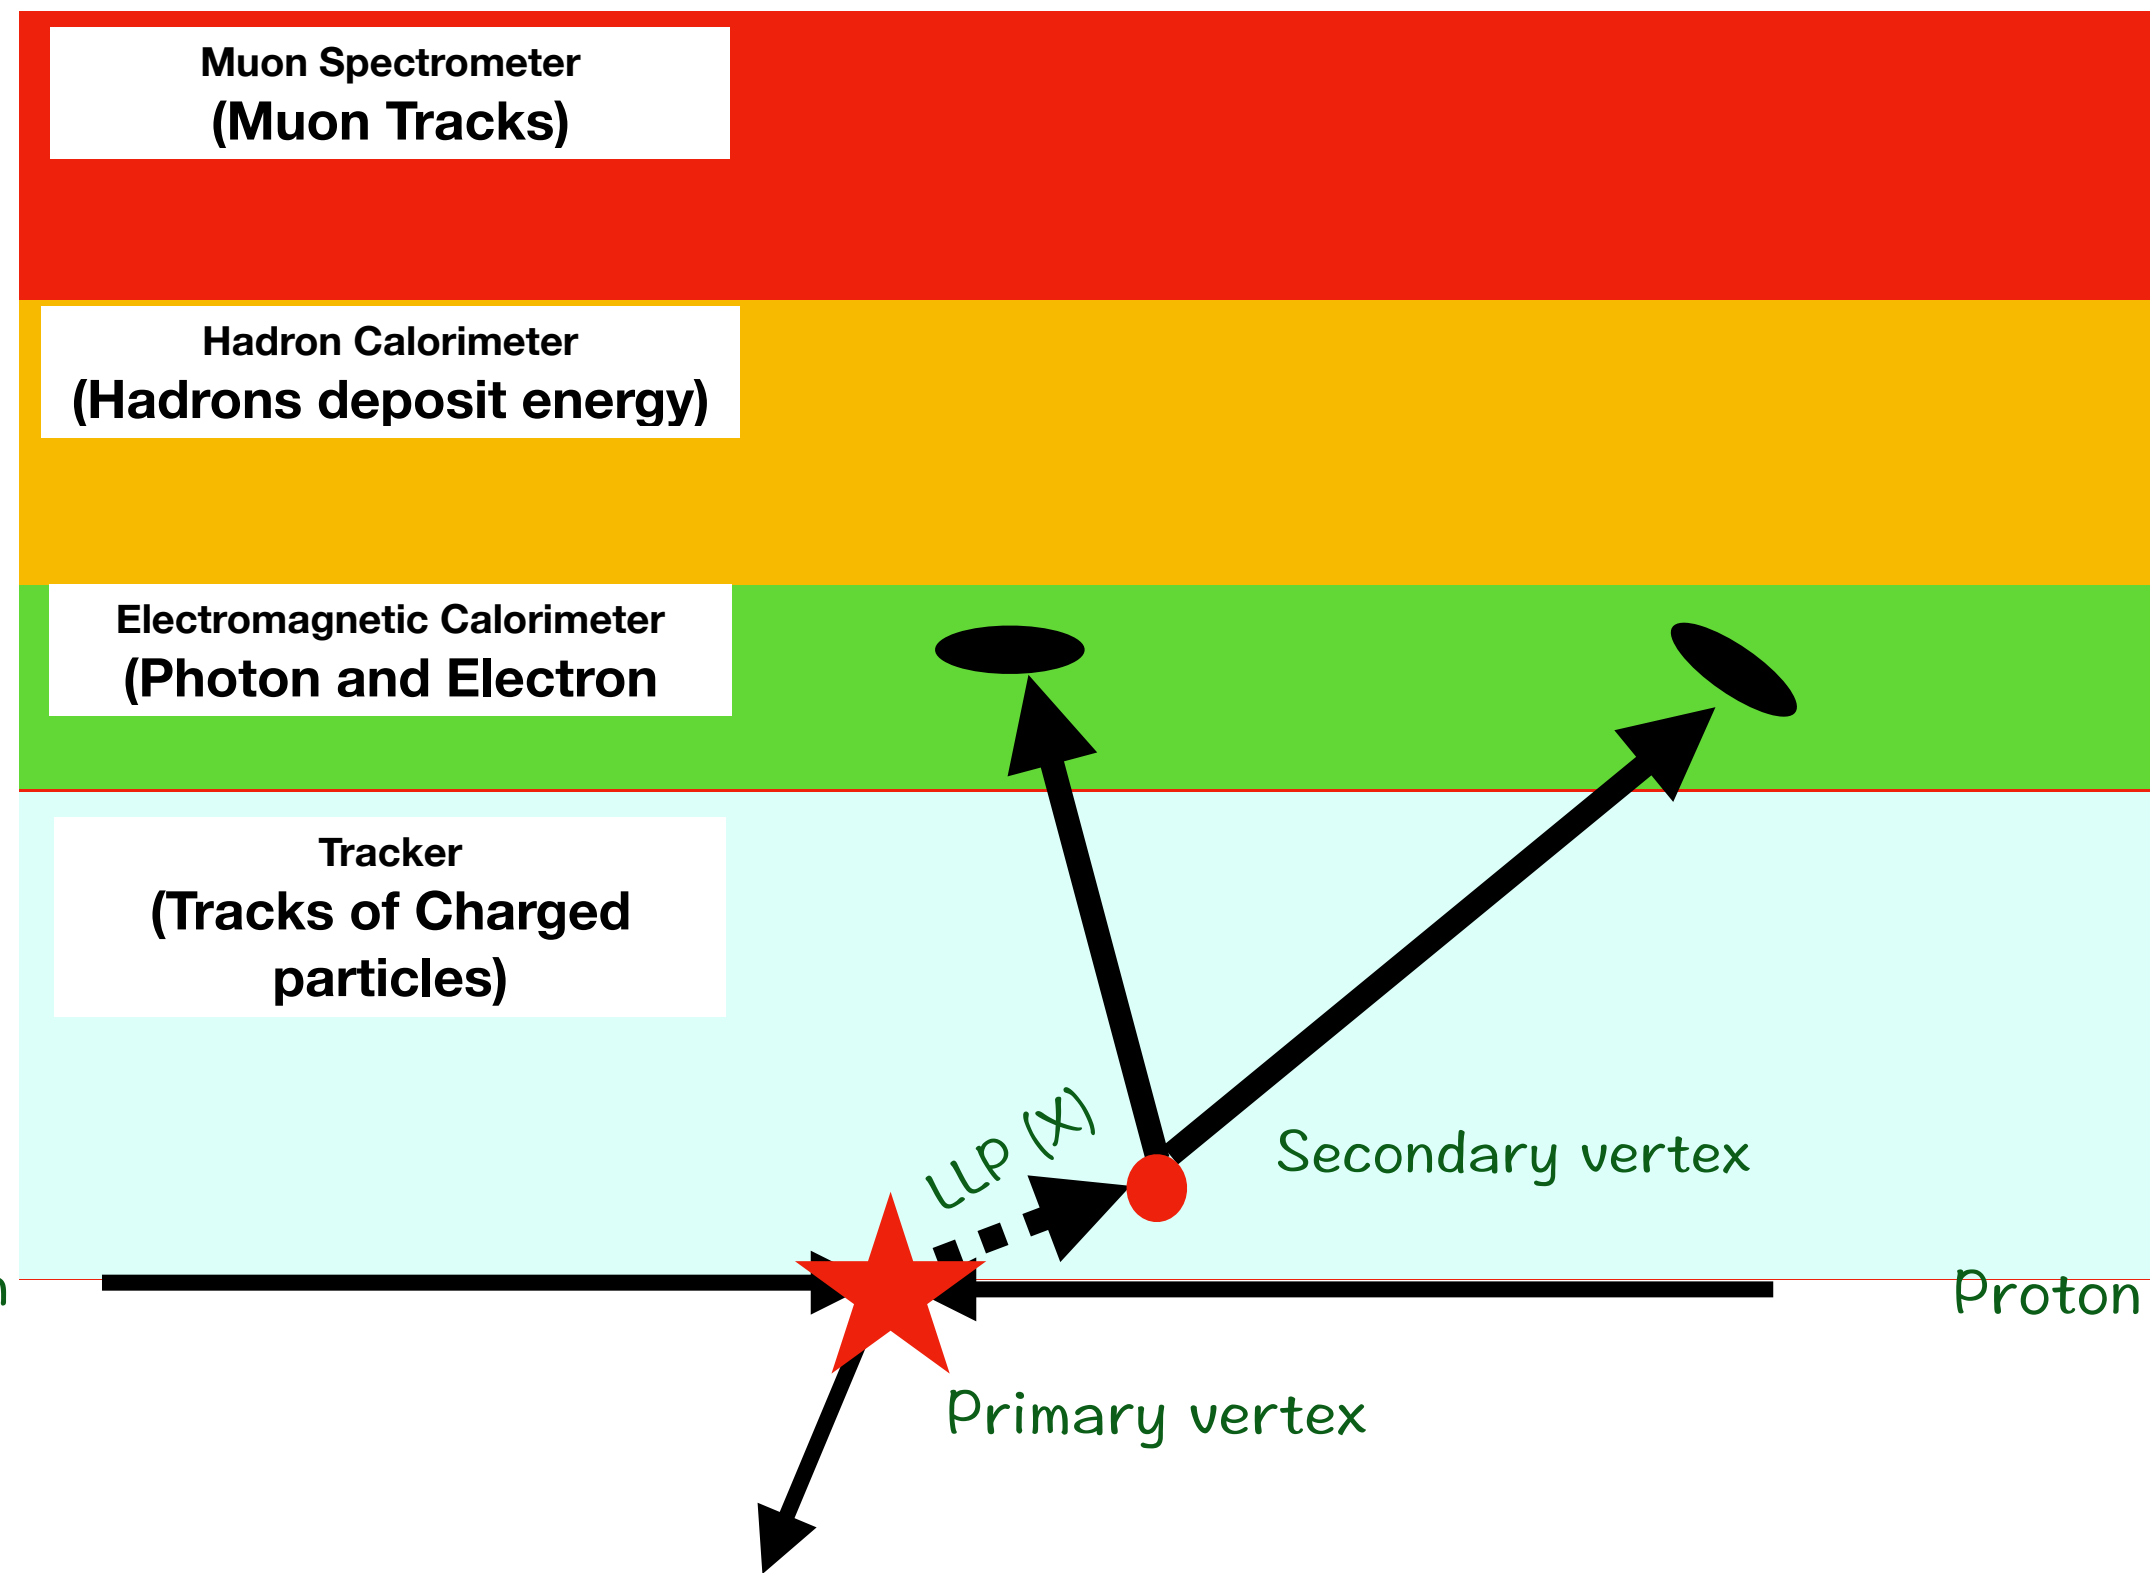 Muon Spectrometer
(Muon Tracks)
Hadron Calorimeter
(Hadrons deposit energy)
Electromagnetic Calorimeter
(Photon and Electron
Tracker
(Tracks of Charged
particles)
LLP (X)
Secondary vertex
Proton
Primary vertex